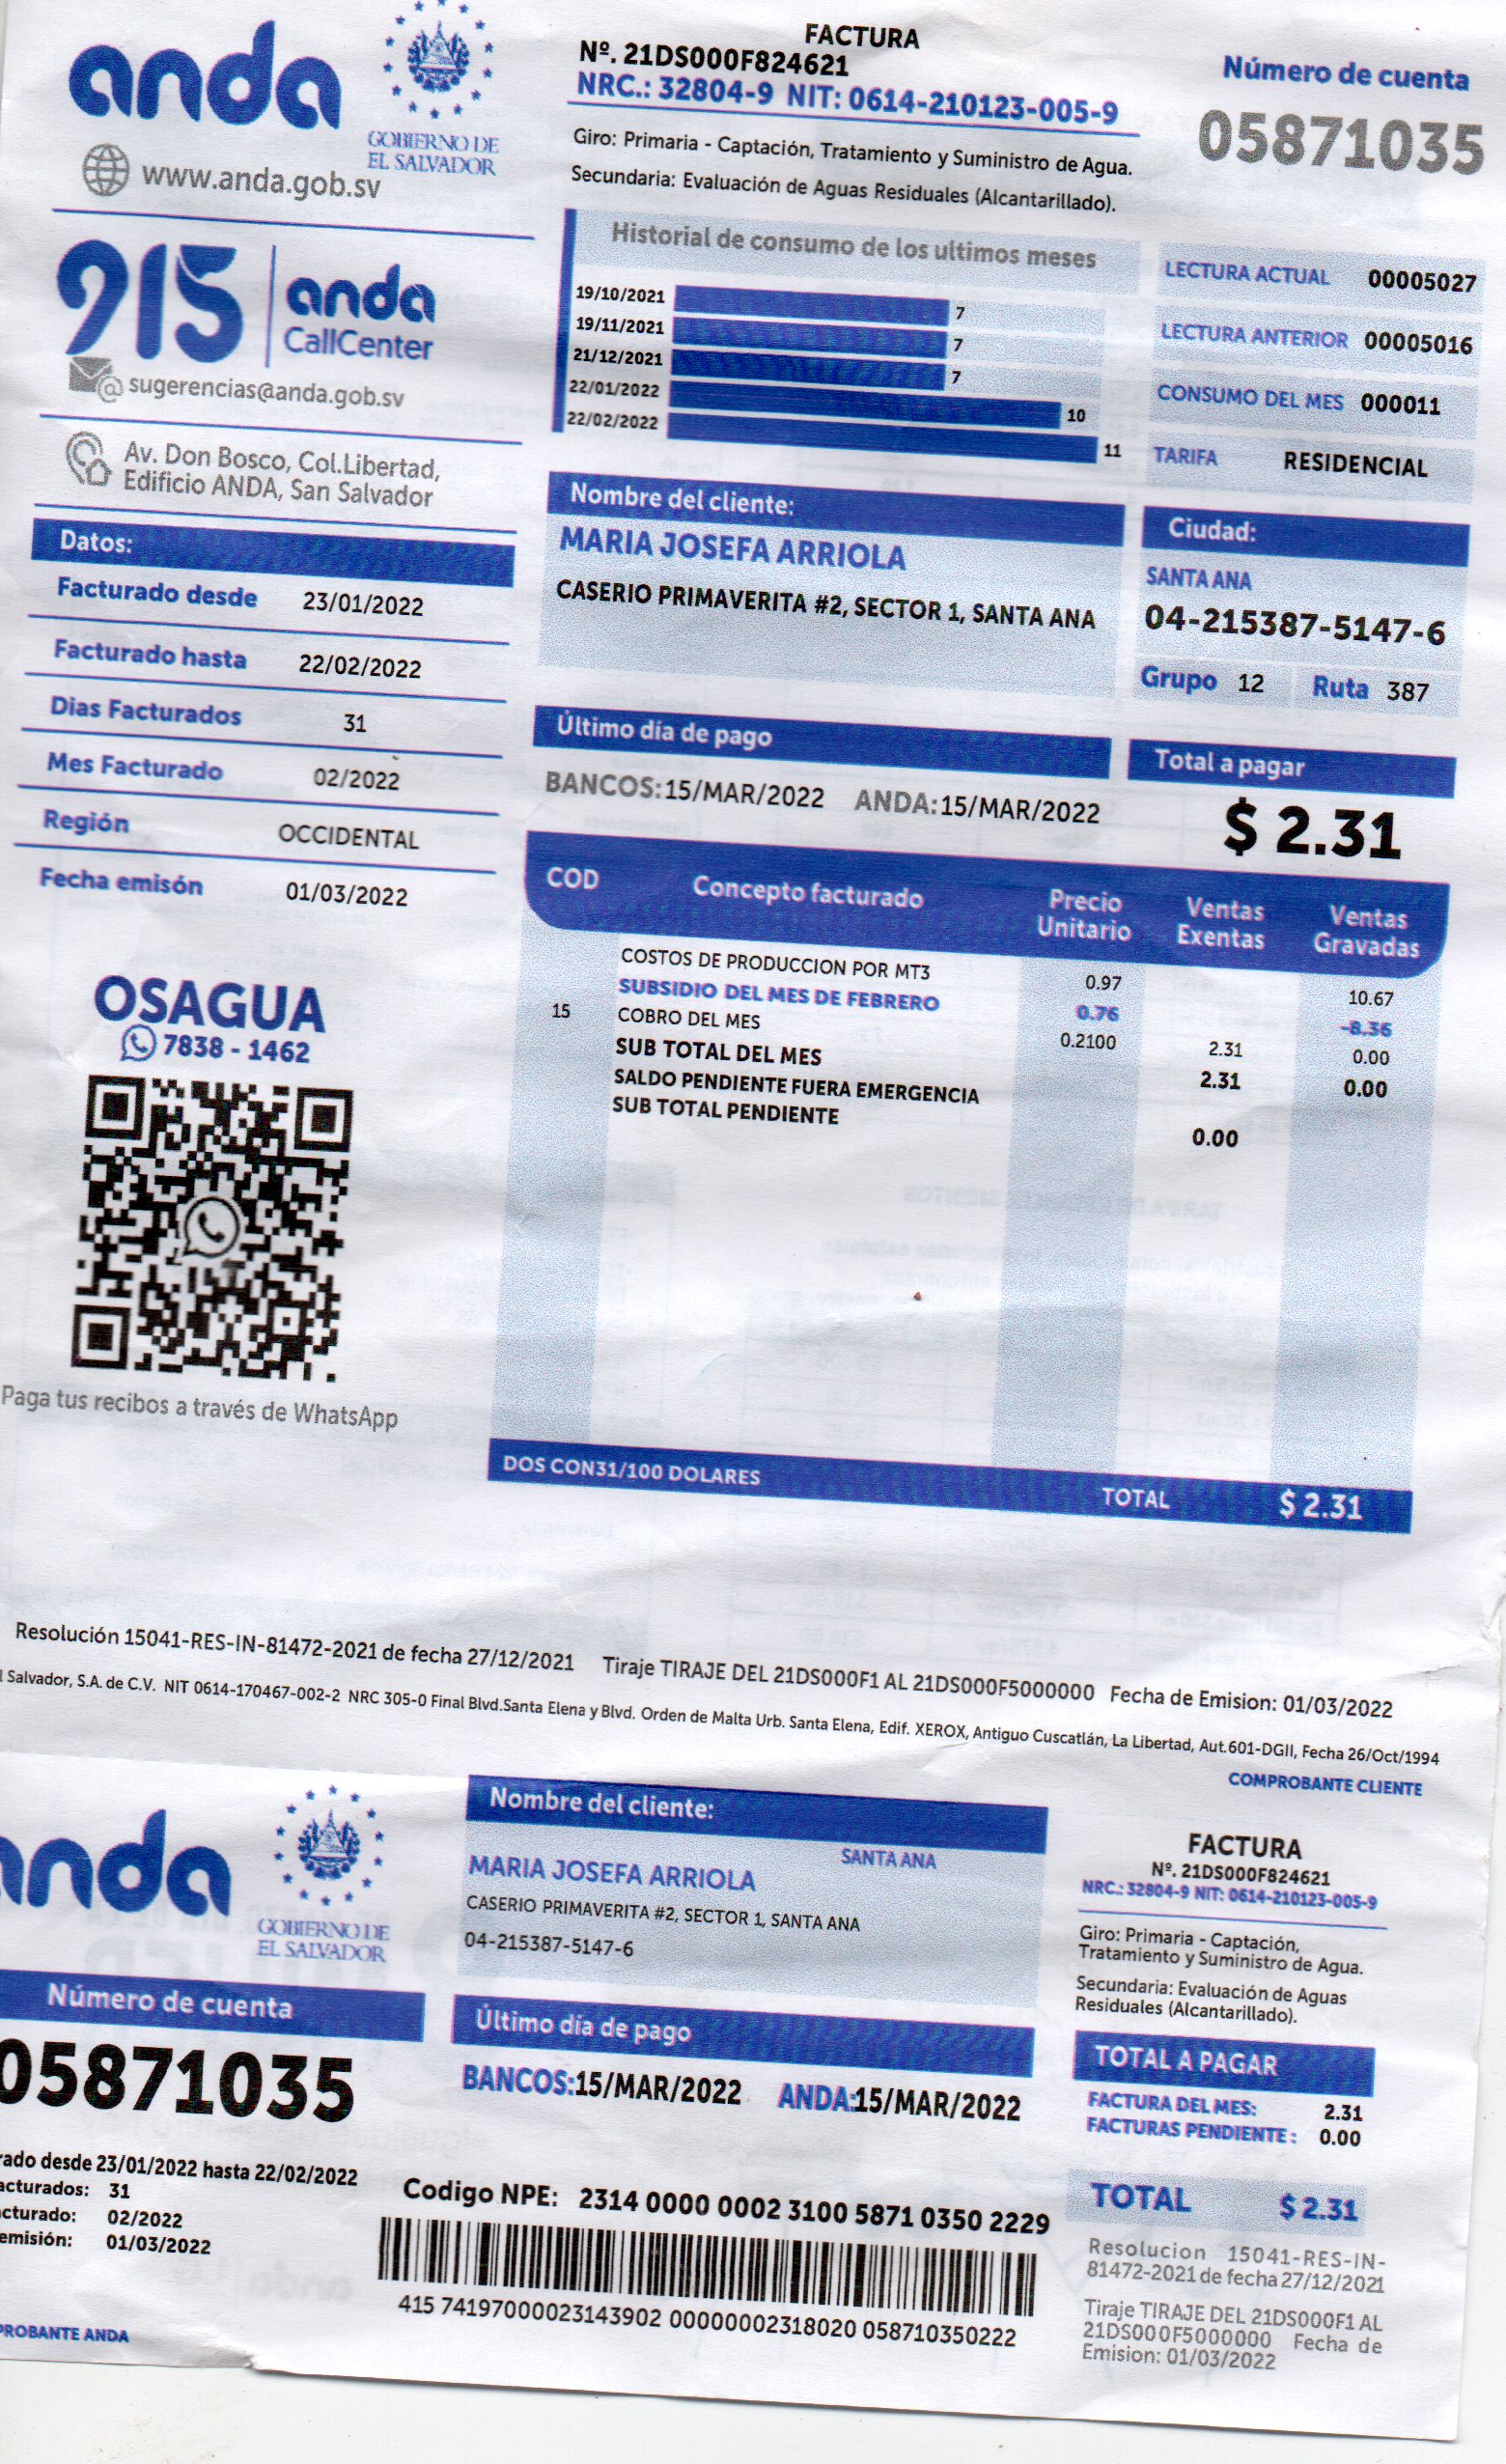 anda
GOBIERNO DE
EL SALVADOR
www.anda.gob.sv
FACTURA
Nº. 21DS000F824621
NRC.: 32804-9 NIT: 0614-210123-005-9
Giro: Primaria - Captación, Tratamiento y Suministro de Agua.
Secundaria: Evaluación de Aguas Residuales (Alcantarillado).
Número de cuenta
05871035
915 anda
CallCenter
@ sugerencias@anda.gob.sv
Av. Don Bosco, Col.Libertad,
Edificio ANDA, San Salvador
Historial de consumo de los ultimos meses
19/10/2021 7
19/11/2021 7
21/12/2021 7
22/01/2022 10
22/02/2022 11
LECTURA ACTUAL 00005027
LECTURA ANTERIOR 00005016
CONSUMO DEL MES 000011
TARIFA RESIDENCIAL
Datos:
Facturado desde 23/01/2022
Facturado hasta 22/02/2022
Dias Facturados 31
Mes Facturado 02/2022
Región OCCIDENTAL
Fecha emisón 01/03/2022
Nombre del cliente:
MARIA JOSEFA ARRIOLA
CASERIO PRIMAVERITA #2, SECTOR 1, SANTA ANA
Ciudad:
SANTA ANA
04-215387-5147-6
Grupo 12 Ruta 387
Último día de pago
BANCOS:15/MAR/2022 ANDA:15/MAR/2022
Total a pagar
$ 2.31
COD Concepto facturado Precio Unitario Ventas Exentas Ventas Gravadas
COSTOS DE PRODUCCION POR MT3 0.97 10.67
SUBSIDIO DEL MES DE FEBRERO 0.76 -8.36
15 COBRO DEL MES 0.2100 2.31 0.00
SUB TOTAL DEL MES 2.31 0.00
SALDO PENDIENTE FUERA EMERGENCIA
SUB TOTAL PENDIENTE 0.00
DOS CON31/100 DOLARES TOTAL $ 2.31
OSAGUA
7838 - 1462
Paga tus recibos a través de WhatsApp
Resolución 15041-RES-IN-81472-2021 de fecha 27/12/2021 Tiraje TIRAJE DEL 21DS000F1 AL 21DS000F5000000 Fecha de Emision: 01/03/2022
l Salvador, S.A. de C.V. NIT 0614-170467-002-2 NRC 305-0 Final Blvd.Santa Elena y Blvd. Orden de Malta Urb. Santa Elena, Edif. XEROX, Antiguo Cuscatlán, La Libertad, Aut.601-DGII, Fecha 26/Oct/1994
COMPROBANTE CLIENTE
anda
GOBIERNO DE
EL SALVADOR
Número de cuenta
05871035
rado desde 23/01/2022 hasta 22/02/2022
acturados: 31
cturado: 02/2022
emisión: 01/03/2022
PROBANTE ANDA
Nombre del cliente:
MARIA JOSEFA ARRIOLA SANTA ANA
CASERIO PRIMAVERITA #2, SECTOR 1, SANTA ANA
04-215387-5147-6
Último día de pago
BANCOS:15/MAR/2022 ANDA:15/MAR/2022
Codigo NPE: 2314 0000 0002 3100 5871 0350 2229
415 74197000023143902 00000002318020 058710350222
FACTURA
Nº. 21DS000F824621
NRC.: 32804-9 NIT: 0614-210123-005-9
Giro: Primaria - Captación,
Tratamiento y Suministro de Agua.
Secundaria: Evaluación de Aguas
Residuales (Alcantarillado).
TOTAL A PAGAR
FACTURA DEL MES: 2.31
FACTURAS PENDIENTE : 0.00
TOTAL $ 2.31
Resolucion 15041-RES-IN-
81472-2021 de fecha 27/12/2021
Tiraje TIRAJE DEL 21DS000F1 AL
21DS000F5000000 Fecha de
Emision: 01/03/2022